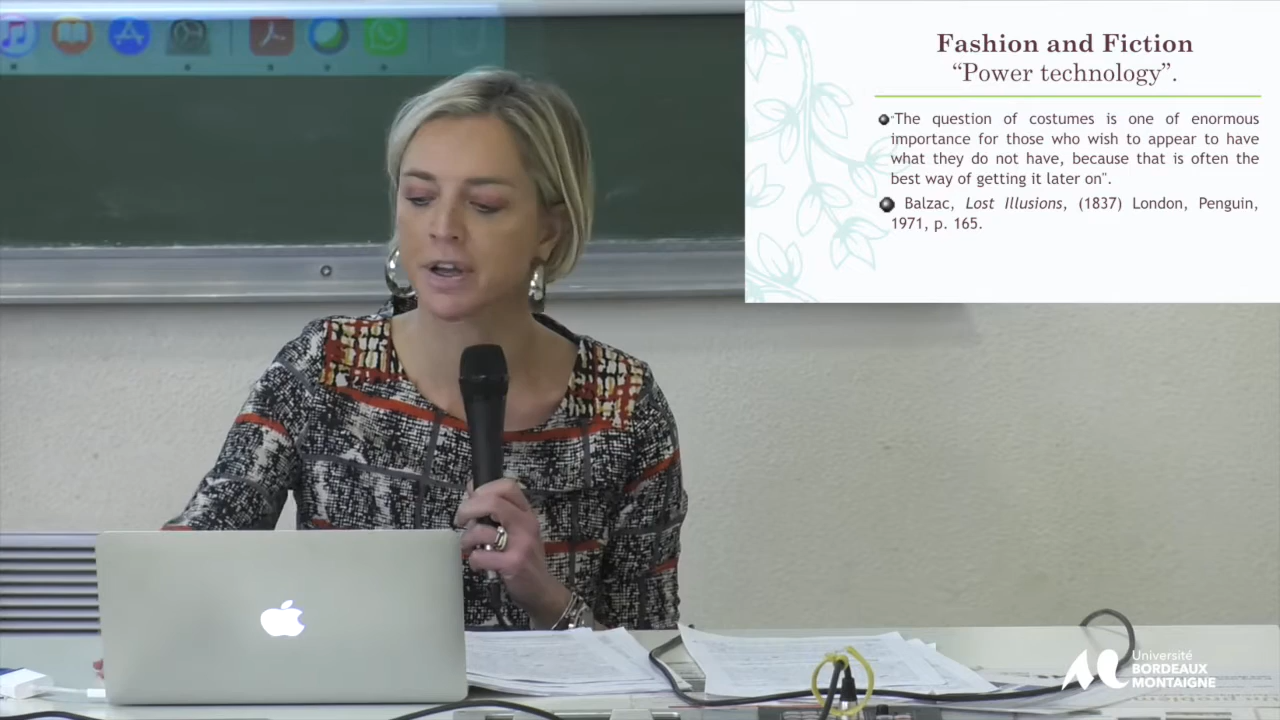 Fashion and Fiction
“Power technology”.
“The question of costumes is one of enormous
importance for those who wish to appear to have
what they do not have, because that is often the
best way of getting it later on".
Balzac, Lost Illusions, (1837) London, Penguin,
1971, p. 165.
Université
BORDEAUX
MONTAIGNE